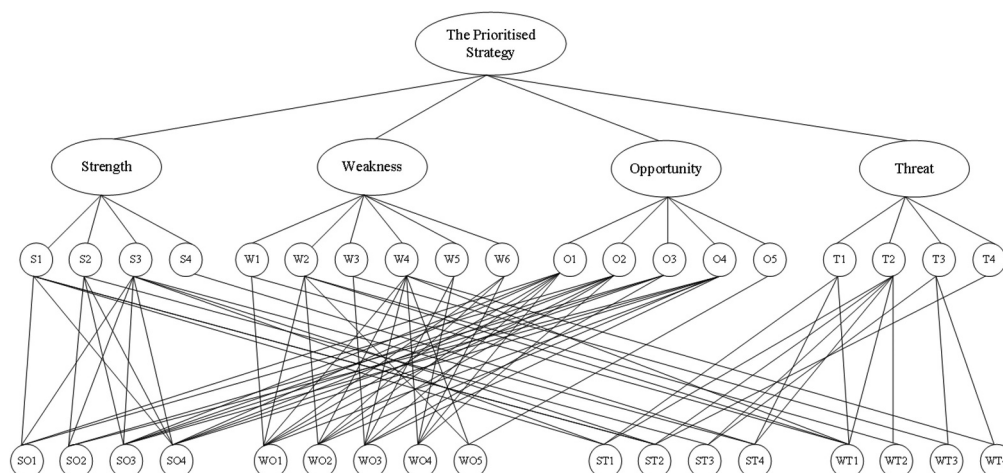 The Prioritised
Strategy
Strength Weakness Opportunity Threat
S1 S2 S3 S4 W1 W2 W3 W4 W5 W6 O1 O2 O3 O4 O5 T1 T2 T3 T4
SO1 SO2 SO3 SO4 WO1 WO2 WO3 WO4 WO5 ST1 ST2 ST3 ST4 WT1 WT2 WT3